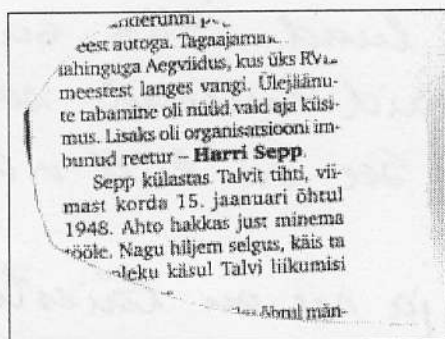 eest autoga. Tagaajamas
lahinguga Aegviidus, kus üks RVL
meestest langes vangi. Ülejäänu-
te tabamine oli nüüd vaid aja küsi-
mus. Lisaks oli organisatsiooni im-
bunud reetur – Harri Sepp.
Sepp külastas Talvit tihti, vii-
mast korda 15. jaanuari õhtul
1948. Ahto hakkas just minema
tööle. Nagu hiljem selgus, käis ta
käsul Talvi liikumisi